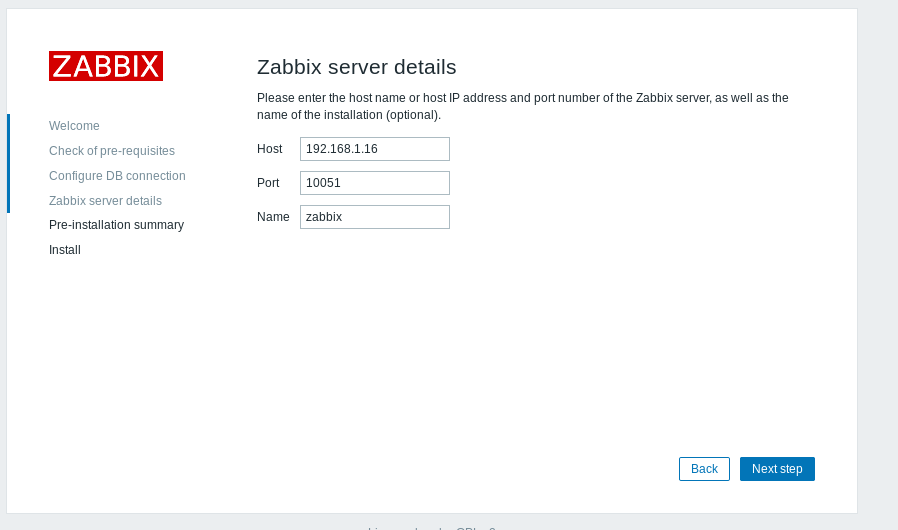 ZABBIX
Welcome
Check of pre-requisites
Configure DB connection
Zabbix server details
Pre-installation summary
Install
Zabbix server details
Please enter the host name or host IP address and port number of the Zabbix server, as well as the
name of the installation (optional).
Host 192.168.1.16
Port 10051
Name zabbix
Back Next step